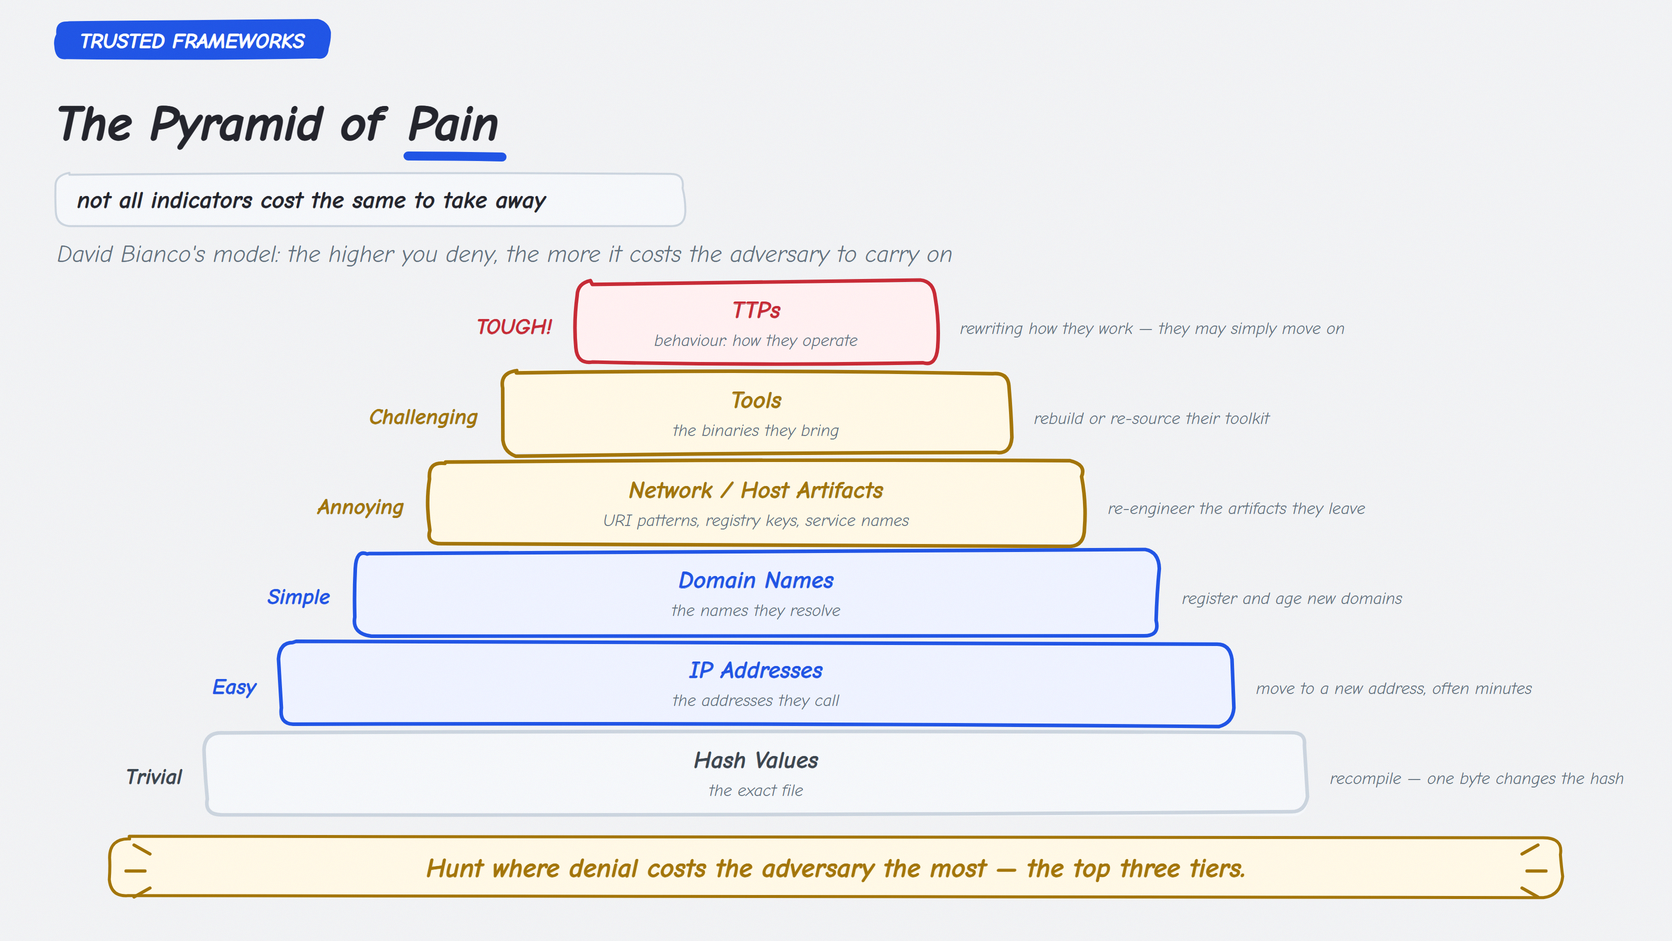 TRUSTED FRAMEWORKS
The Pyramid of Pain
not all indicators cost the same to take away
David Bianco's model: the higher you deny, the more it costs the adversary to carry on
TTPs
TOUGH!
behaviour: how they operate
rewriting how they work — they may simply move on
Tools
Challenging
the binaries they bring
rebuild or re-source their toolkit
Network / Host Artifacts
Annoying
URI patterns, registry keys, service names
re-engineer the artifacts they leave
Domain Names
Simple
the names they resolve
register and age new domains
IP Addresses
Easy
the addresses they call
move to a new address, often minutes
Hash Values
Trivial
the exact file
recompile — one byte changes the hash
Hunt where denial costs the adversary the most — the top three tiers.